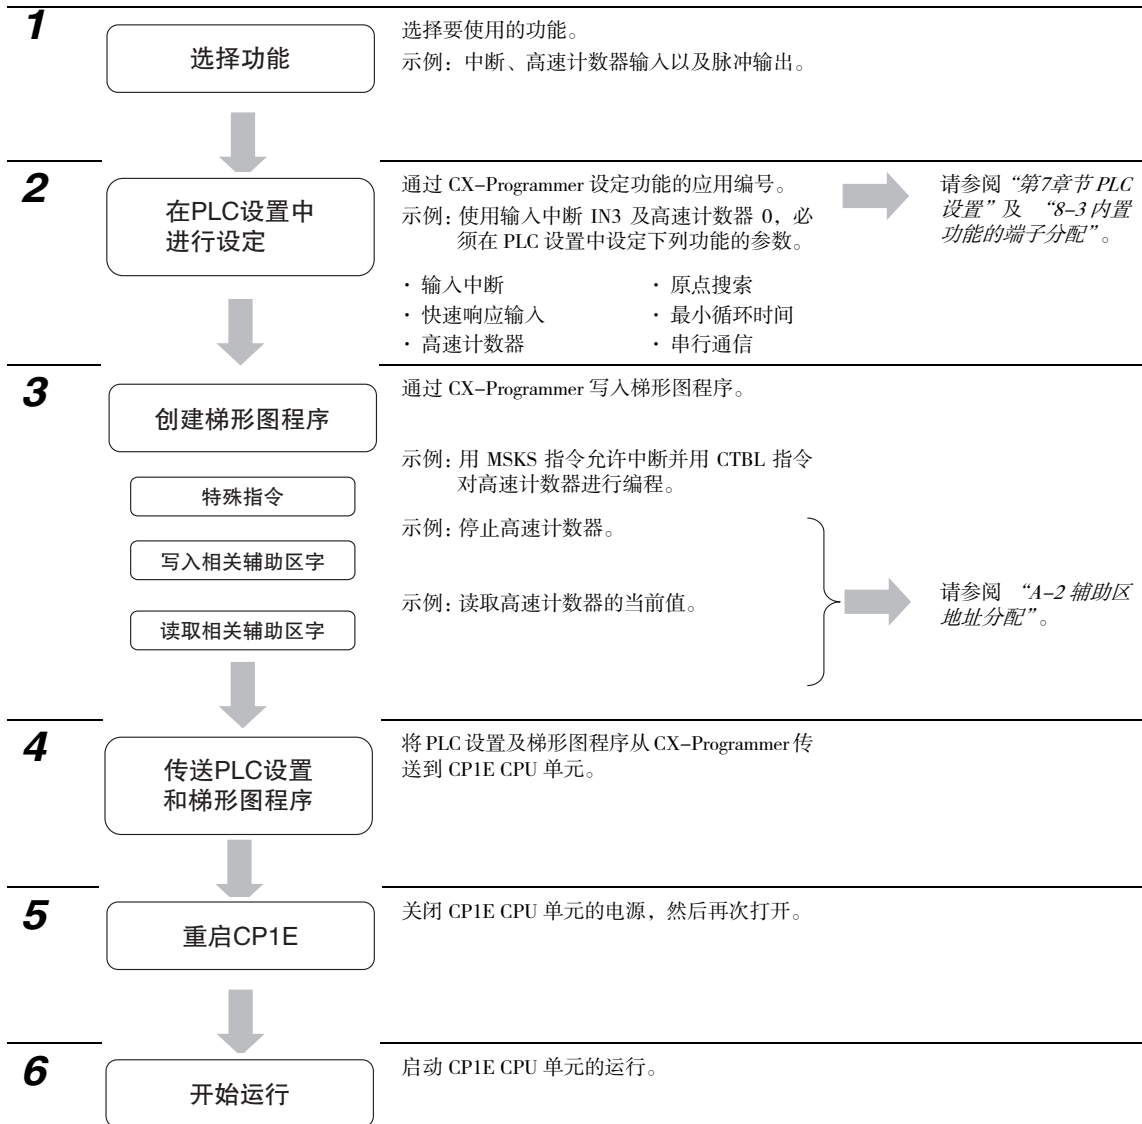 1
选择功能
选择要使用的功能。
示例：中断、高速计数器输入以及脉冲输出。
2
在PLC设置中
进行设定
通过 CX-Programmer 设定功能的应用编号。
示例：使用输入中断 IN3 及高速计数器 0，必
须在 PLC 设置中设定下列功能的参数。
· 输入中断
· 快速响应输入
· 高速计数器
· 原点搜索
· 最小循环时间
· 串行通信
请参阅“第7章节 PLC
设置”及 “8-3 内置
功能的端子分配”。
3
创建梯形图程序
通过 CX-Programmer 写入梯形图程序。
特殊指令
示例：用 MSKS 指令允许中断并用 CTBL 指令
对高速计数器进行编程。
写入相关辅助区字
示例：停止高速计数器。
读取相关辅助区字
示例：读取高速计数器的当前值。
请参阅 “A-2 辅助区
地址分配”。
4
传送PLC设置
和梯形图程序
将 PLC 设置及梯形图程序从 CX-Programmer 传
送到 CP1E CPU 单元。
5
重启CP1E
关闭 CP1E CPU 单元的电源，然后再次打开。
6
开始运行
启动 CP1E CPU 单元的运行。